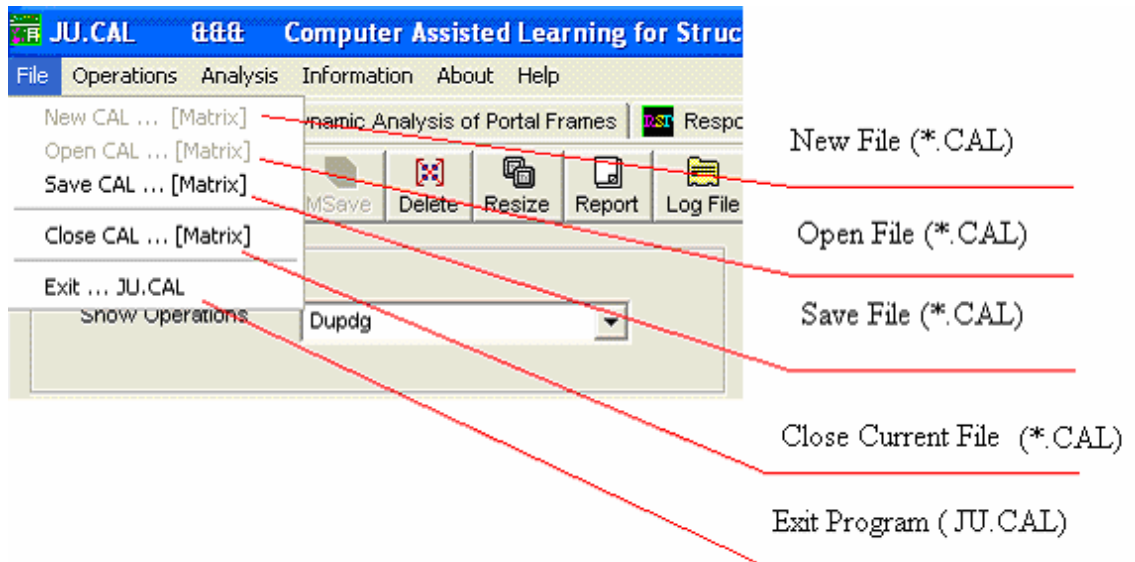 JU.CAL &&& Computer Assisted Learning for Struc
File Operations Analysis Information About Help
New CAL ... [Matrix]
Open CAL ... [Matrix]
Save CAL ... [Matrix]
Close CAL ... [Matrix]
Exit ... JU.CAL
ynamic Analysis of Portal Frames Respo
MSave Delete Resize Report Log File
Show Operations Dupdg
New File (*.CAL)
Open File (*.CAL)
Save File (*.CAL)
Close Current File (*.CAL)
Exit Program ( JU.CAL)